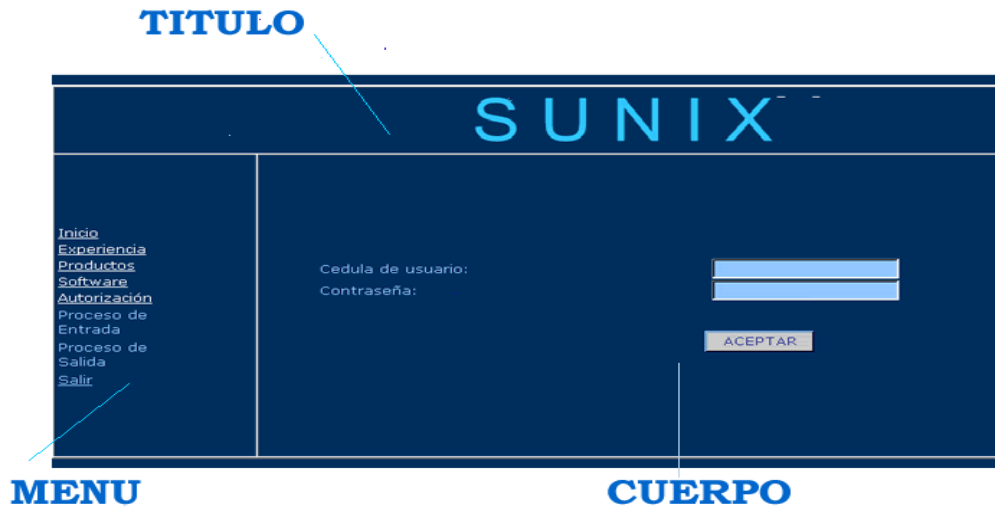 TITULO
SUNIX
Inicio
Experiencia
Productos
Software
Autorización
Proceso de
Entrada
Proceso de
Salida
Salir
Cedula de usuario:
Contraseña:
ACEPTAR
MENU
CUERPO